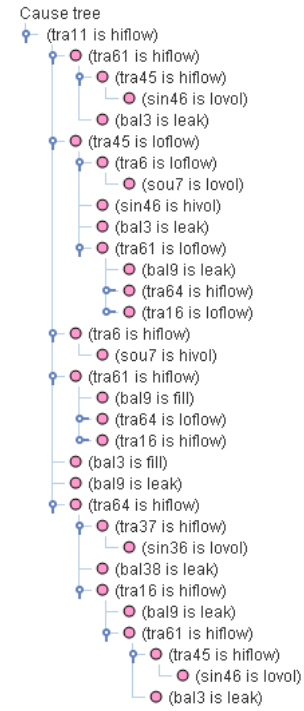 Cause tree
(tra11 is hiflow)
(tra61 is hiflow)
(tra45 is hiflow)
(sin46 is lovol)
(bal3 is leak)
(tra45 is loflow)
(tra6 is loflow)
(sou7 is lovol)
(sin46 is hivol)
(bal3 is leak)
(tra61 is loflow)
(bal9 is leak)
(tra64 is hiflow)
(tra16 is loflow)
(tra6 is hiflow)
(sou7 is hivol)
(tra61 is hiflow)
(bal9 is fill)
(tra64 is loflow)
(tra16 is hiflow)
(bal3 is fill)
(bal9 is leak)
(tra64 is hiflow)
(tra37 is hiflow)
(sin36 is lovol)
(bal38 is leak)
(tra16 is hiflow)
(bal9 is leak)
(tra61 is hiflow)
(tra45 is hiflow)
(sin46 is lovol)
(bal3 is leak)